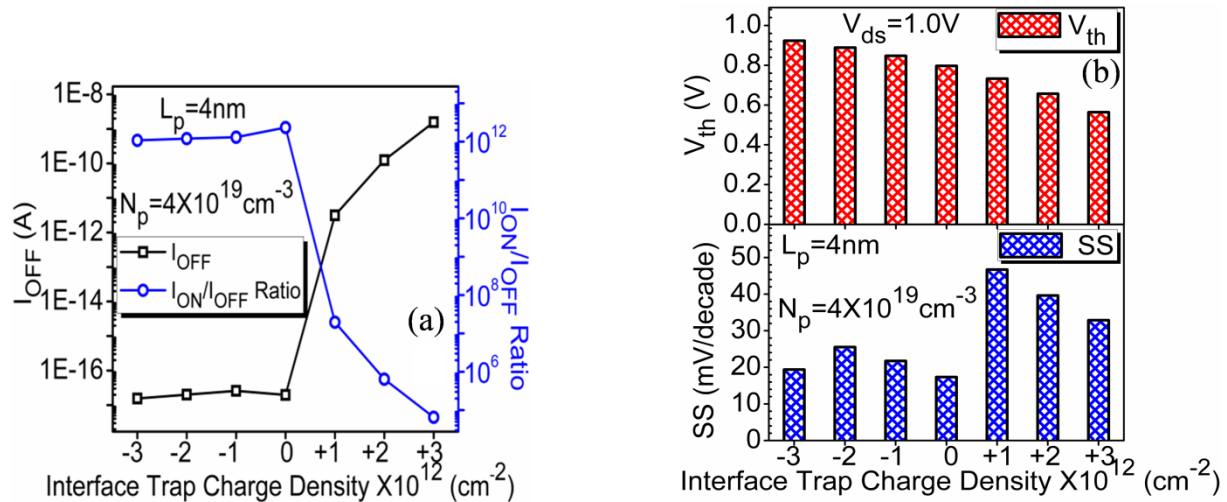 1E-8
1E-10
1E-12
1E-14
1E-16
I_OFF (A)
L_p=4nm
N_p=4X10^19cm^-3
I_OFF
I_ON/I_OFF Ratio
(a)
10^12
10^10
10^8
10^6
I_ON/I_OFF Ratio
-3 -2 -1 0 +1 +2 +3
Interface Trap Charge Density X10^12 (cm^-2)
1.0
0.8
0.6
0.4
0.2
0.0
V_th (V)
V_ds=1.0V
V_th
(b)
50
40
30
20
10
0
SS (mV/decade)
L_p=4nm
SS
N_p=4X10^19cm^-3
-3 -2 -1 0 +1 +2 +3
Interface Trap Charge Density X10^12 (cm^-2)